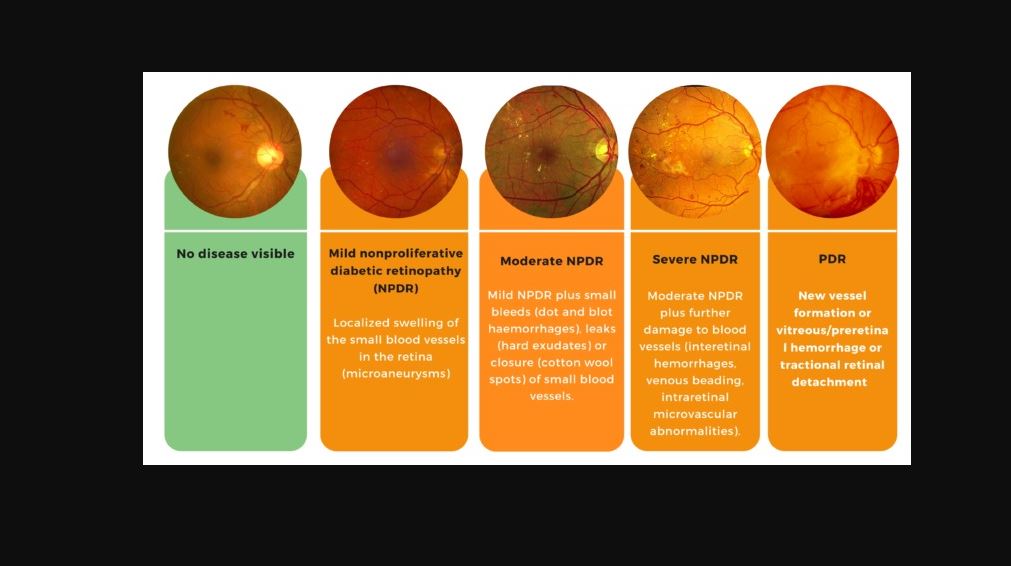 No disease visible
Mild nonproliferative
diabetic retinopathy
(NPDR)
Localized swelling of
the small blood vessels
in the retina
(microaneurysms)
Moderate NPDR
Mild NPDR plus small
bleeds (dot and blot
haemorrhages), leaks
(hard exudates) or
closure (cotton wool
spots) of small blood
vessels.
Severe NPDR
Moderate NPDR
plus further
damage to blood
vessels (interetinal
hemorrhages,
venous beading,
intraretinal
microvascular
abnormalities).
PDR
New vessel
formation or
vitreous/preretina
l hemorrhage or
tractional retinal
detachment